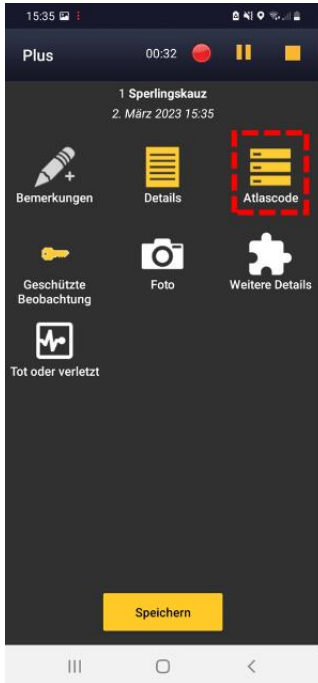 15:35
Plus 00:32
1 Sperlingskauz
2. März 2023 15:35
Bemerkungen Details Atlascode
Geschützte Beobachtung Foto Weitere Details
Tot oder verletzt
Speichern